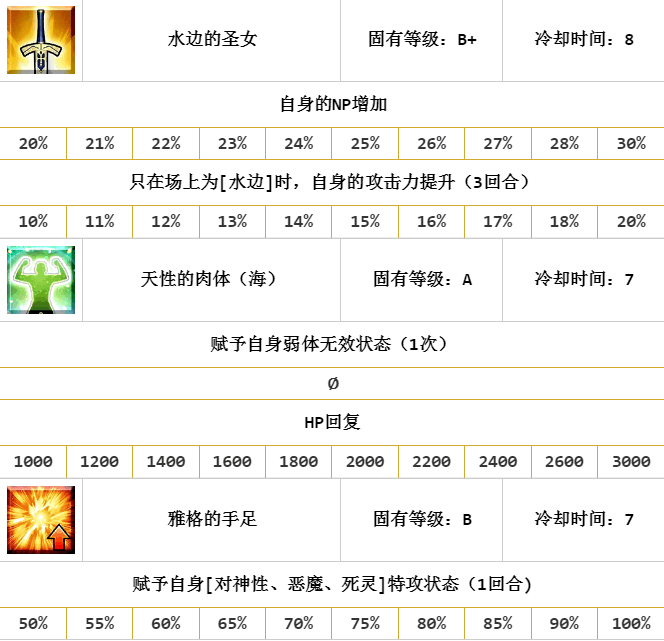 水边的圣女 固有等级：B+ 冷却时间：8
自身的NP增加
20% 21% 22% 23% 24% 25% 26% 27% 28% 30%
只在场上为[水边]时，自身的攻击力提升（3回合）
10% 11% 12% 13% 14% 15% 16% 17% 18% 20%
天性的肉体（海） 固有等级：A 冷却时间：7
赋予自身弱体无效状态（1次）
Ø
HP回复
1000 1200 1400 1600 1800 2000 2200 2400 2600 3000
雅格的手足 固有等级：B 冷却时间：7
赋予自身[对神性、恶魔、死灵]特攻状态（1回合)
50% 55% 60% 65% 70% 75% 80% 85% 90% 100%